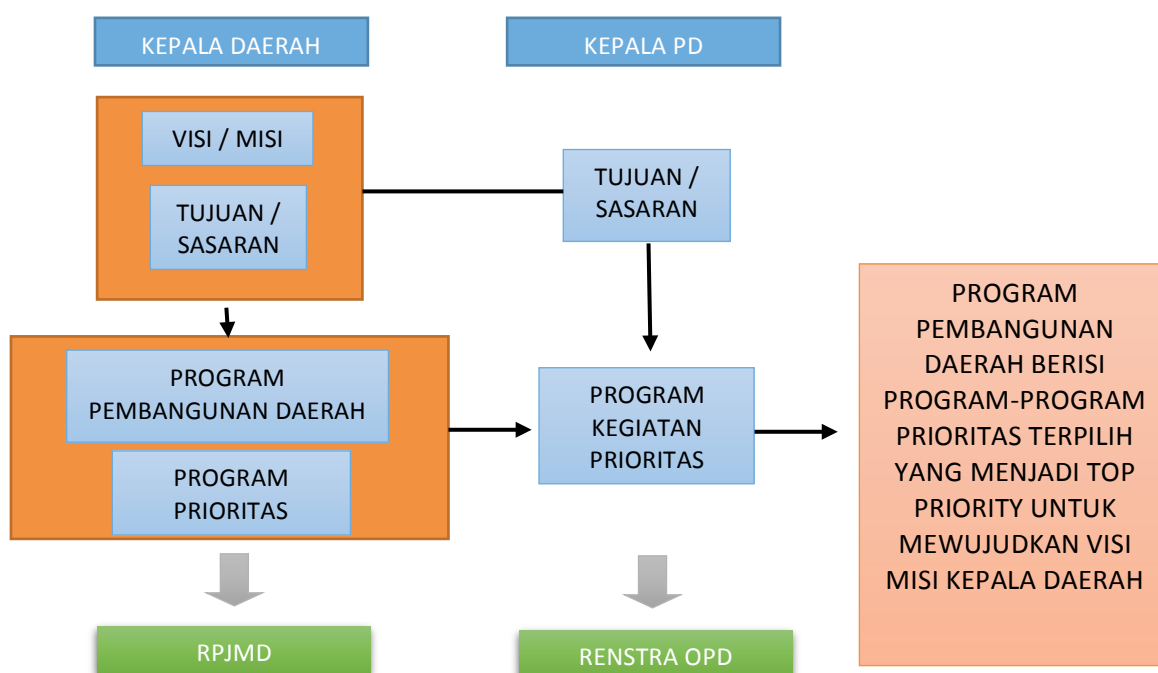 KEPALA DAERAH
KEPALA PD
VISI / MISI
TUJUAN /
SASARAN
TUJUAN /
SASARAN
PROGRAM
PEMBANGUNAN DAERAH
PROGRAM
PRIORITAS
PROGRAM
KEGIATAN
PRIORITAS
PROGRAM
PEMBANGUNAN
DAERAH BERISI
PROGRAM-PROGRAM
PRIORITAS TERPILIH
YANG MENJADI TOP
PRIORITY UNTUK
MEWUJUDKAN VISI
MISI KEPALA DAERAH
RPJMD
RENSTRA OPD